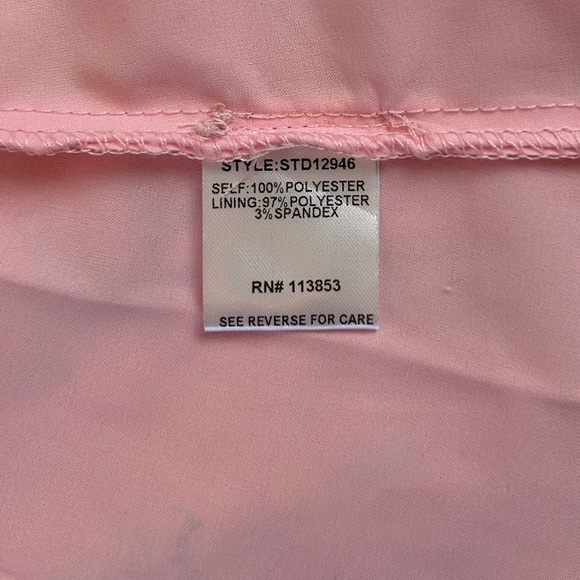 STYLE:STD12946
SELF:100%POLYESTER
LINING:97%POLYESTER
3%SPANDEX
RN# 113853
SEE REVERSE FOR CARE